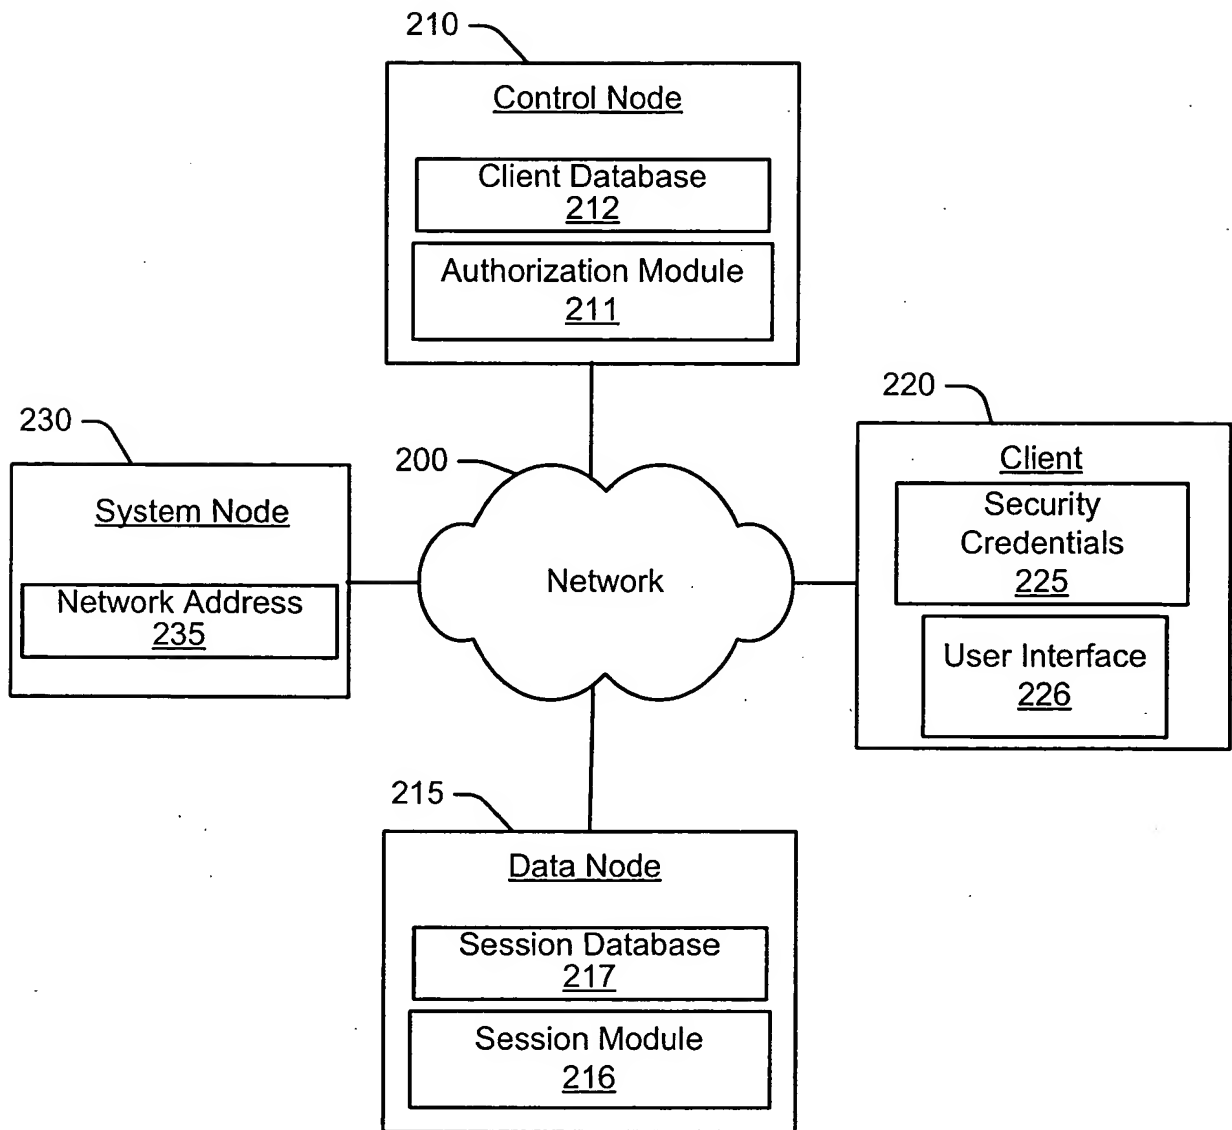 210
Control Node
Client Database
212
Authorization Module
211
230
System Node
Network Address
235
200
Network
220
Client
Security
Credentials
225
User Interface
226
215
Data Node
Session Database
217
Session Module
216